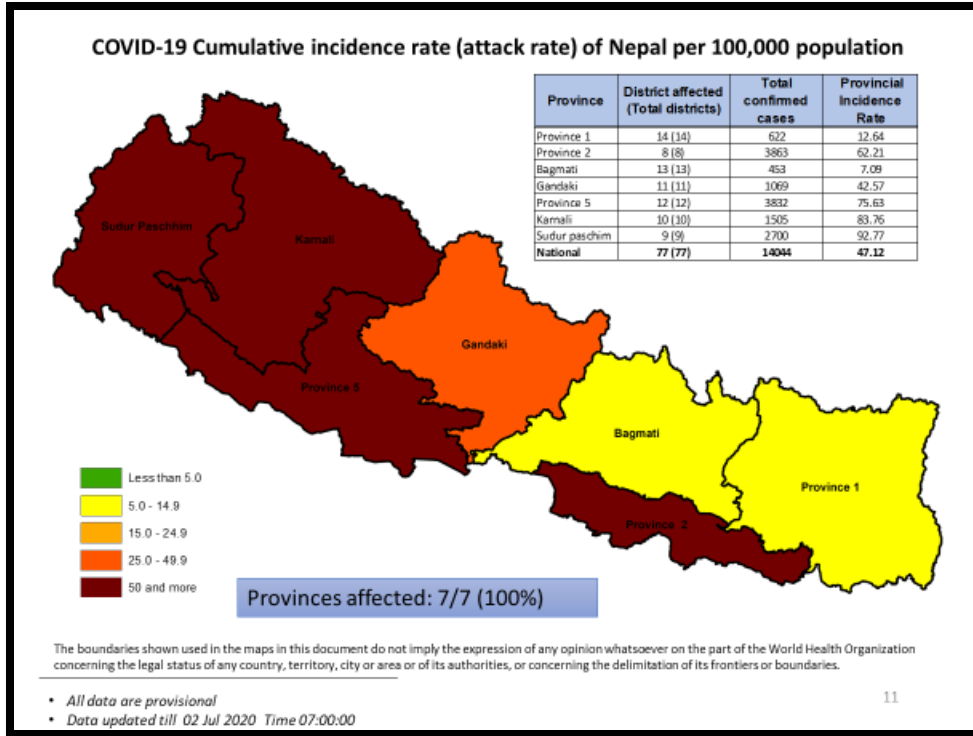 COVID-19 Cumulative incidence rate (attack rate) of Nepal per 100,000 population
Province District affected (Total districts) Total confirmed cases Provincial Incidence Rate
Province 1 14 (14) 622 12.64
Province 2 8 (8) 3863 62.21
Bagmati 13 (13) 453 7.09
Gandaki 11 (11) 1069 42.57
Province 5 12 (12) 3832 75.63
Karnali 10 (10) 1505 83.76
Sudur paschim 9 (9) 2700 92.77
National 77 (77) 14044 47.12
Sudur Paschhim
Karnali
Gandaki
Province 5
Bagmati
Province 1
Province 2
Less than 5.0
5.0 - 14.9
15.0 - 24.9
25.0 - 49.9
50 and more
Provinces affected: 7/7 (100%)
The boundaries shown used in the maps in this document do not imply the expression of any opinion whatsoever on the part of the World Health Organization
concerning the legal status of any country, territory, city or area or of its authorities, or concerning the delimitation of its frontiers or boundaries.
• All data are provisional
• Data updated till 02 Jul 2020 Time 07:00:00
11